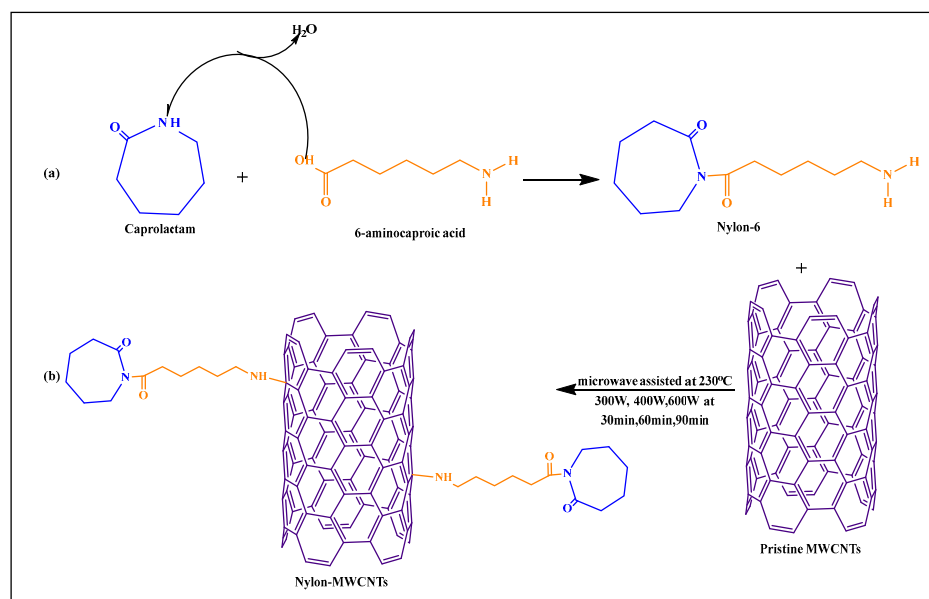 H₂O
O
NH
(a)
+
OH
O
H
N
H
Caprolactam
6-aminocaproic acid
O
N
O
H
N
H
Nylon-6
+
(b)
O
N
O
NH
microwave assisted at 230ºC
300W, 400W,600W at
30min,60min,90min
NH
O
N
O
Pristine MWCNTs
Nylon-MWCNTs